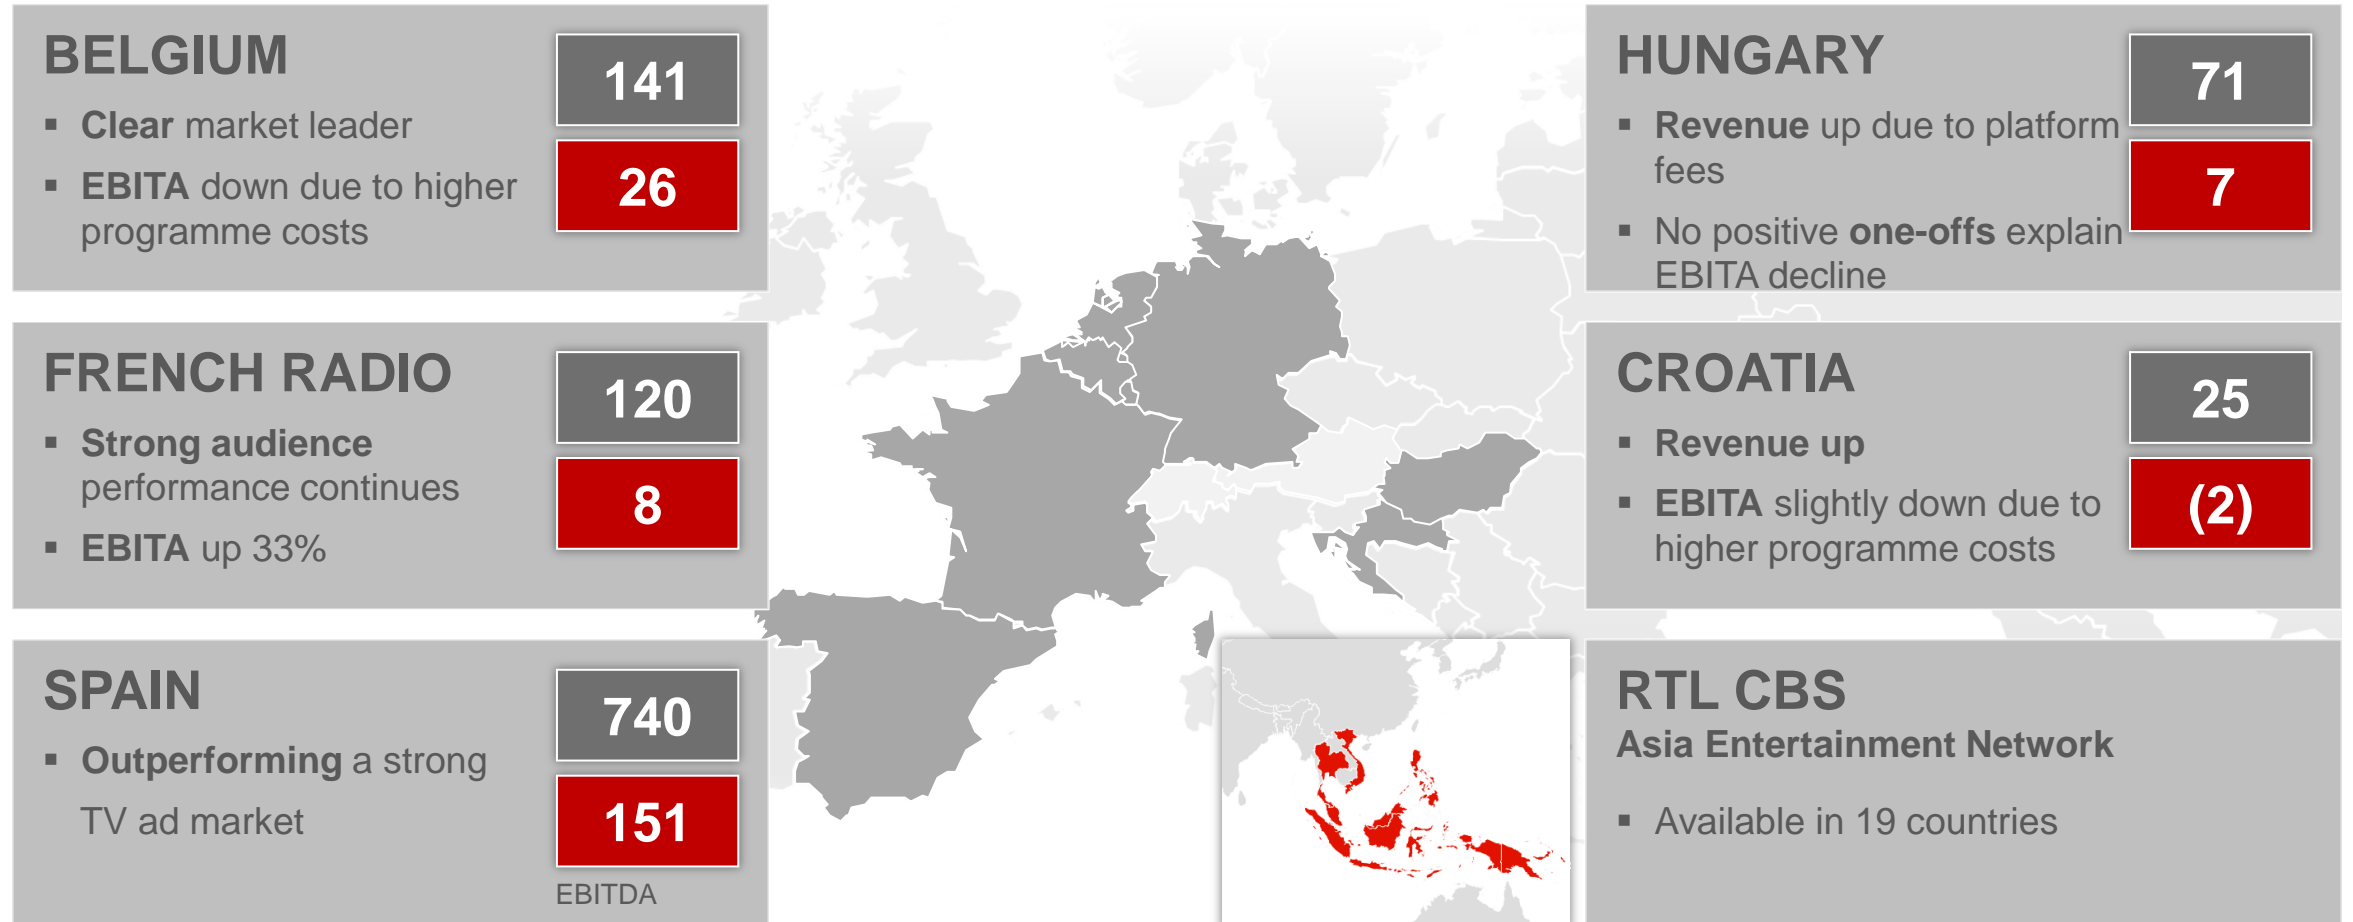 BELGIUM
141
▪ Clear market leader
▪ EBITA down due to higher
programme costs
26
FRENCH RADIO
120
▪ Strong audience
performance continues
▪ EBITA up 33%
8
SPAIN
740
▪ Outperforming a strong
TV ad market
151
EBITDA
HUNGARY
71
▪ Revenue up due to platform
fees
7
▪ No positive one-offs explain
EBITA decline
CROATIA
25
▪ Revenue up
▪ EBITA slightly down due to
higher programme costs
(2)
RTL CBS
Asia Entertainment Network
▪ Available in 19 countries